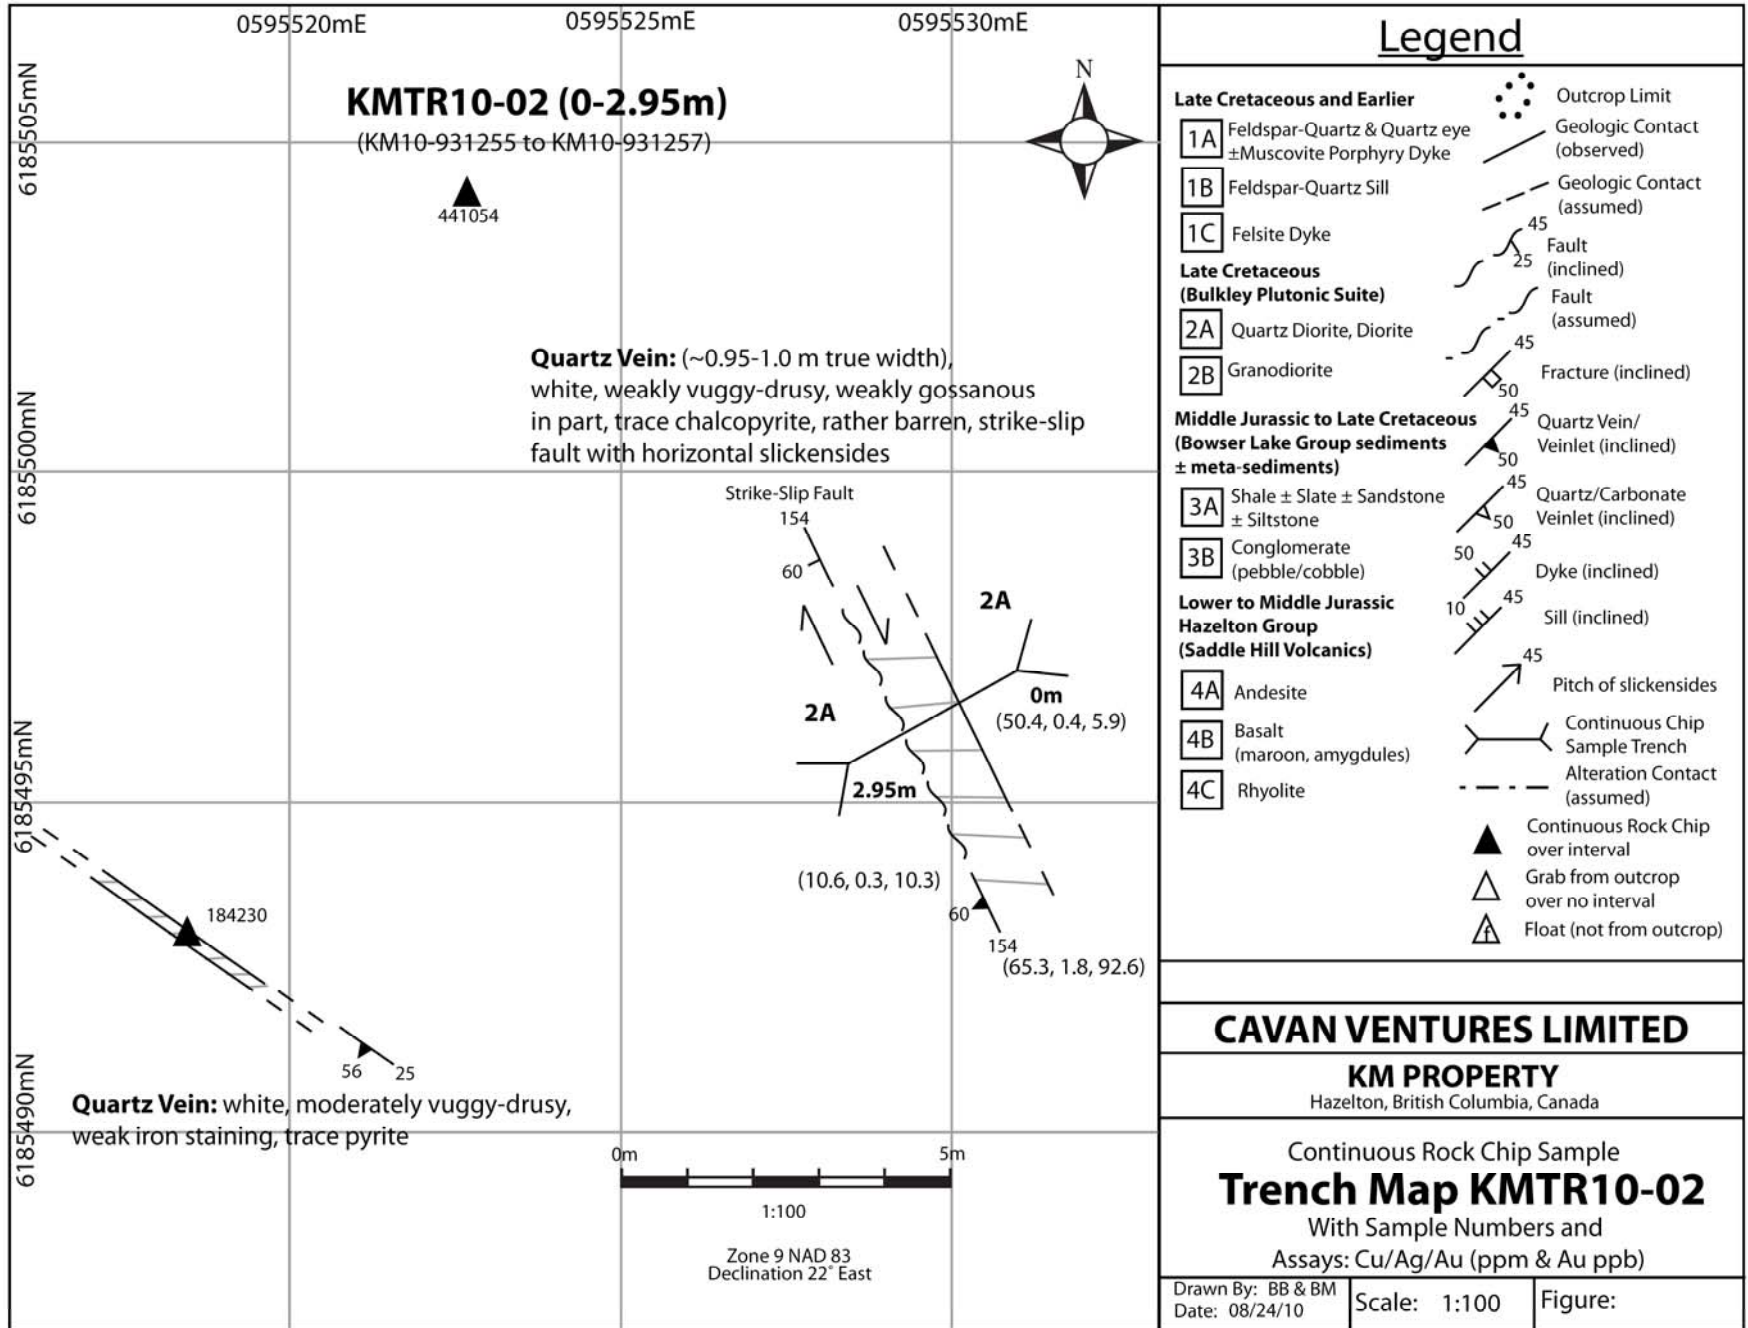 0595520mE
0595525mE
0595530mE
6185505mN
6185500mN
6185495mN
6185490mN
KMTR10-02 (0-2.95m)
(KM10-931255 to KM10-931257)
N
441054
Quartz Vein: (~0.95-1.0 m true width),
white, weakly vuggy-drusy, weakly gossanous
in part, trace chalcopyrite, rather barren, strike-slip
fault with horizontal slickensides
Strike-Slip Fault
154
60
2A
0m
(50.4, 0.4, 5.9)
2A
2.95m
(10.6, 0.3, 10.3)
60
154
(65.3, 1.8, 92.6)
184230
56
25
Quartz Vein: white, moderately vuggy-drusy,
weak iron staining, trace pyrite
0m
5m
1:100
Zone 9 NAD 83
Declination 22° East
Legend
Late Cretaceous and Earlier
1A
Feldspar-Quartz & Quartz eye
±Muscovite Porphyry Dyke
1B
Feldspar-Quartz Sill
1C
Felsite Dyke
Late Cretaceous
(Bulkley Plutonic Suite)
2A
Quartz Diorite, Diorite
2B
Granodiorite
Middle Jurassic to Late Cretaceous
(Bowser Lake Group sediments
± meta-sediments)
3A
Shale ± Slate ± Sandstone
± Siltstone
3B
Conglomerate
(pebble/cobble)
Lower to Middle Jurassic
Hazelton Group
(Saddle Hill Volcanics)
4A
Andesite
4B
Basalt
(maroon, amygdules)
4C
Rhyolite
Outcrop Limit
Geologic Contact
(observed)
Geologic Contact
(assumed)
45
25
Fault
(inclined)
Fault
(assumed)
45
50
Fracture (inclined)
45
50
Quartz Vein/
Veinlet (inclined)
45
50
Quartz/Carbonate
Veinlet (inclined)
50
45
Dyke (inclined)
10
45
Sill (inclined)
45
Pitch of slickensides
Continuous Chip
Sample Trench
Alteration Contact
(assumed)
Continuous Rock Chip
over interval
Grab from outcrop
over no interval
f
Float (not from outcrop)
CAVAN VENTURES LIMITED
KM PROPERTY
Hazelton, British Columbia, Canada
Continuous Rock Chip Sample
Trench Map KMTR10-02
With Sample Numbers and
Assays: Cu/Ag/Au (ppm & Au ppb)
Drawn By: BB & BM
Date: 08/24/10
Scale: 1:100
Figure: